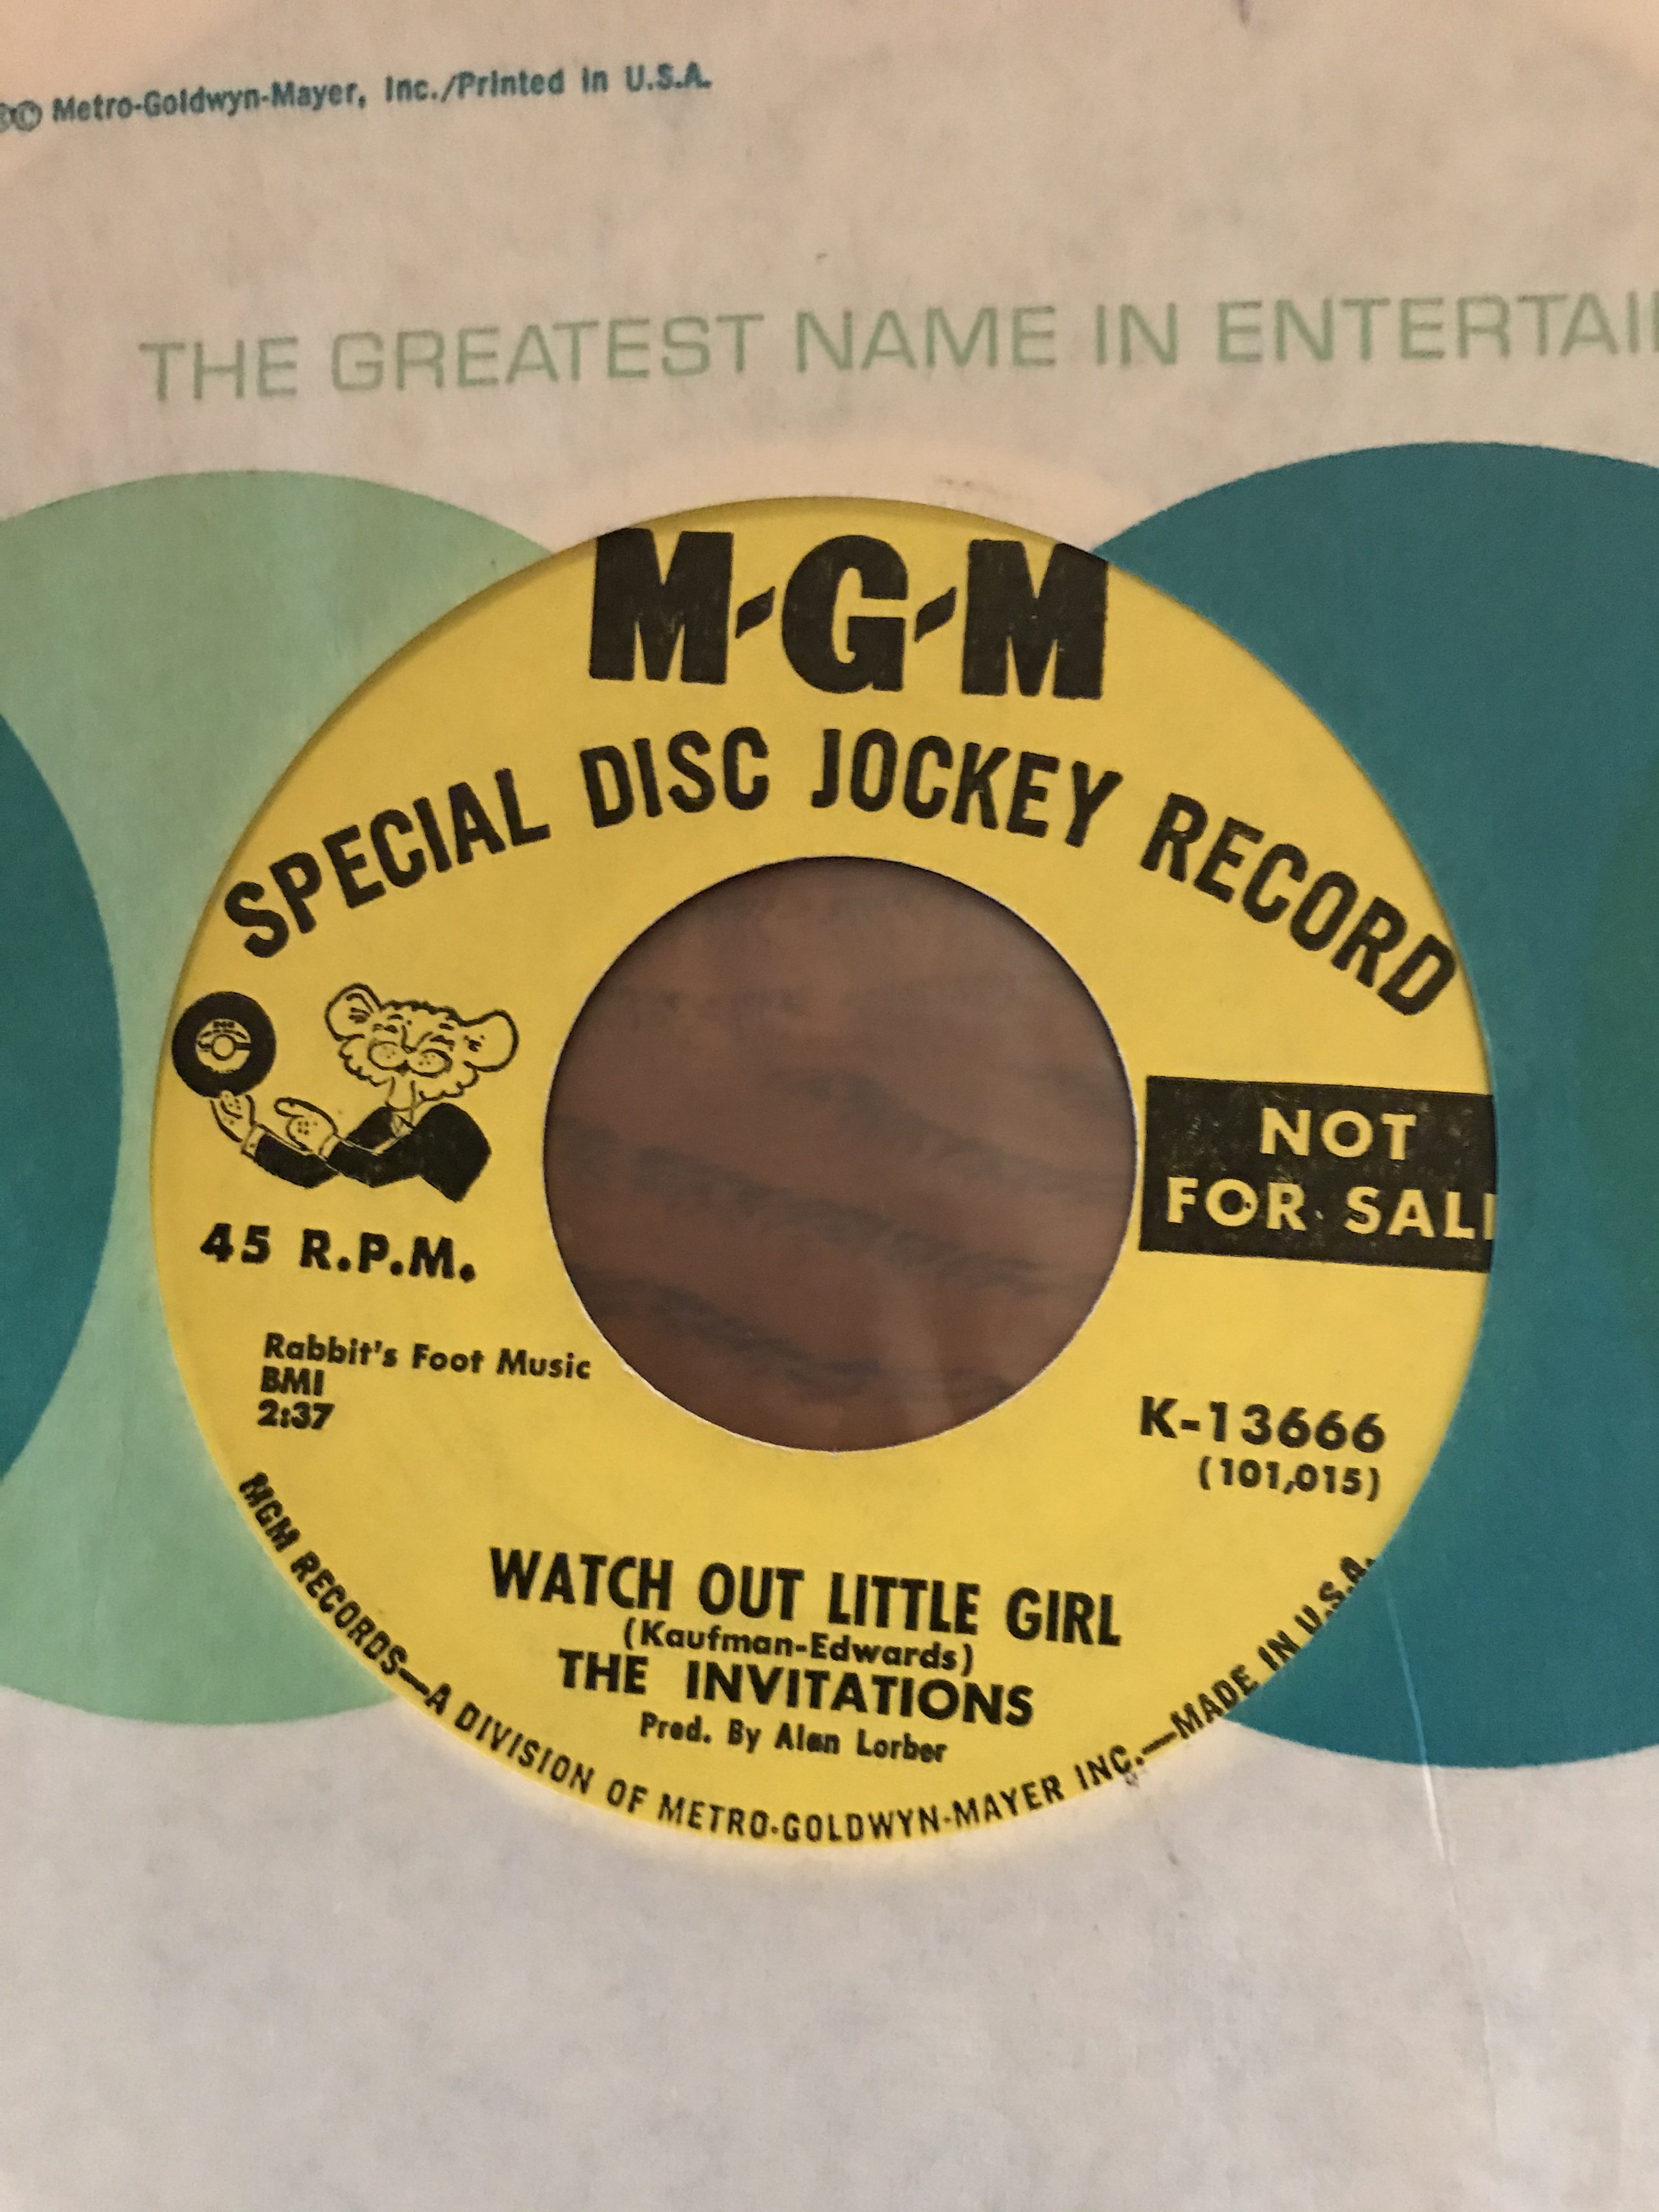 ®© Metro-Goldwyn-Mayer, Inc./Printed in U.S.A.
THE GREATEST NAME IN ENTERTAI
M-G-M
SPECIAL DISC JOCKEY RECORD
NOT
FOR SALE
45 R.P.M.
Rabbit's Foot Music
BMI
2:37
K-13666
(101,015)
WATCH OUT LITTLE GIRL
(Kaufman-Edwards)
THE INVITATIONS
Prod. By Alan Lorber
MGM RECORDS—A DIVISION OF METRO-GOLDWYN-MAYER INC.—MADE IN U.S.A.